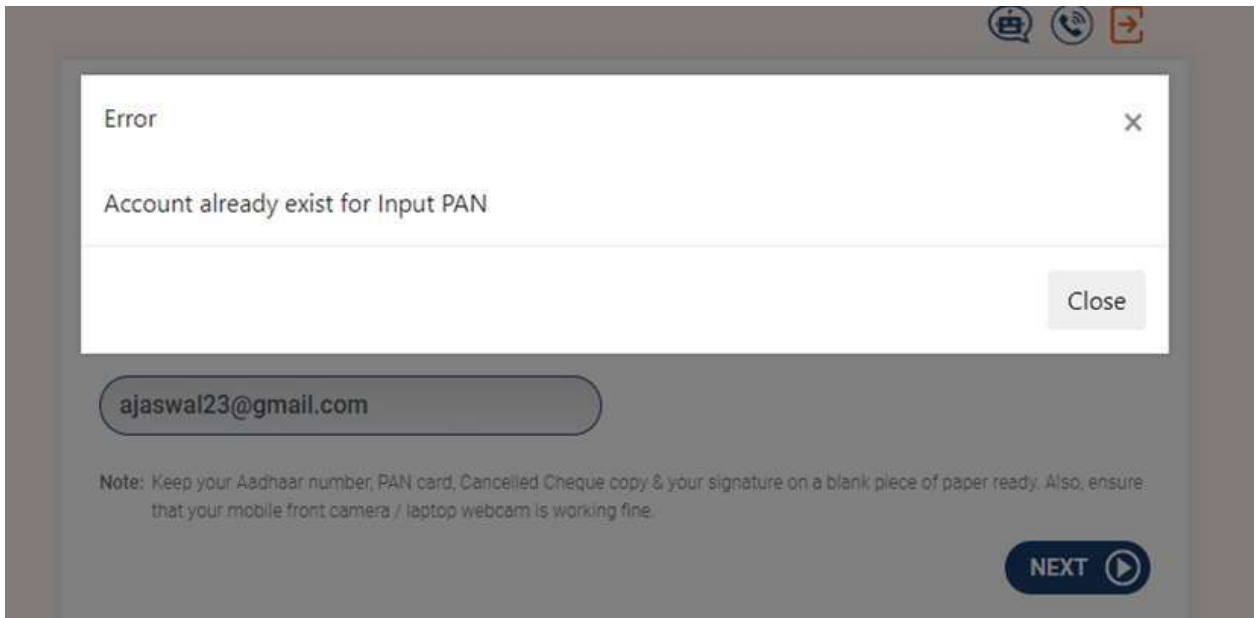 Error
Account already exist for Input PAN
Close
ajaswal23@gmail.com
Note: Keep your Aadhaar number, PAN card, Cancelled Cheque copy & your signature on a blank piece of paper ready. Also, ensure
that your mobile front camera / laptop webcam is working fine.
NEXT